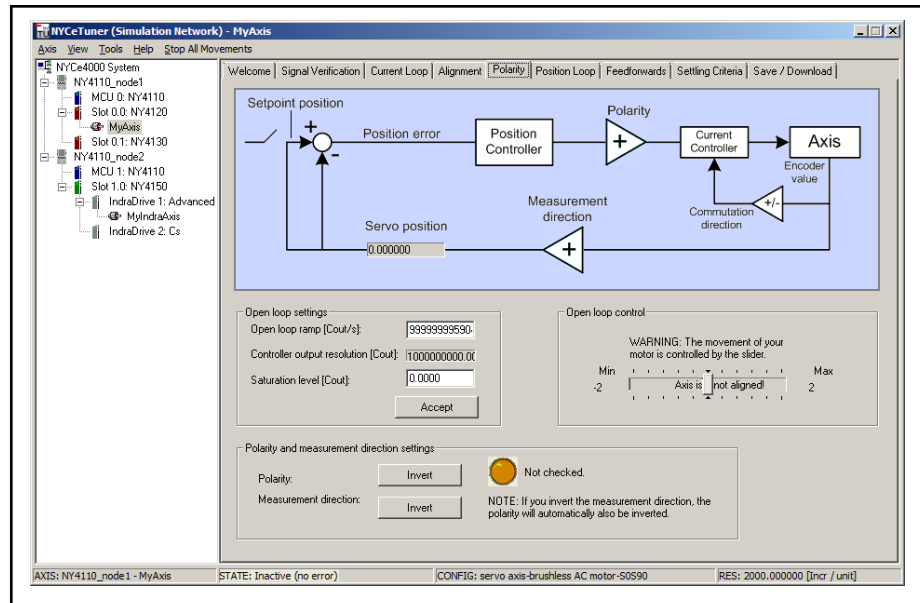 NYCeTuner (Simulation Network) - MyAxis
Axis View Tools Help Stop All Movements
NYCe4000 System
NY4110_node1
MCU 0: NY4110
Slot 0.0: NY4120
MyAxis
Slot 0.1: NY4130
NY4110_node2
MCU 1: NY4110
Slot 1.0: NY4150
IndraDrive 1: Advanced
MyIndraAxis
IndraDrive 2: Cs
Welcome Signal Verification Current Loop Alignment Polarity Position Loop Feedforwards Settling Criteria Save / Download
Setpoint position
+
-
Position error
Position
Controller
Polarity
+
Current
Controller
Axis
Encoder
value
+/-
Commutation
direction
Measurement
direction
+
Servo position
0.000000
Open loop settings
Open loop ramp [Cout/s]: 99999999590
Controller output resolution [Cout]: 1000000000.00
Saturation level [Cout]: 0.0000
Accept
Open loop control
WARNING: The movement of your
motor is controlled by the slider.
Min Max
-2 Axis is not aligned! 2
Polarity and measurement direction settings
Polarity: Invert
Not checked.
Measurement direction: Invert
NOTE: If you invert the measurement direction, the
polarity will automatically also be inverted.
AXIS: NY4110_node1 - MyAxis STATE: Inactive (no error) CONFIG: servo axis-brushless AC motor-S0S90 RES: 2000.000000 [Incr / unit]